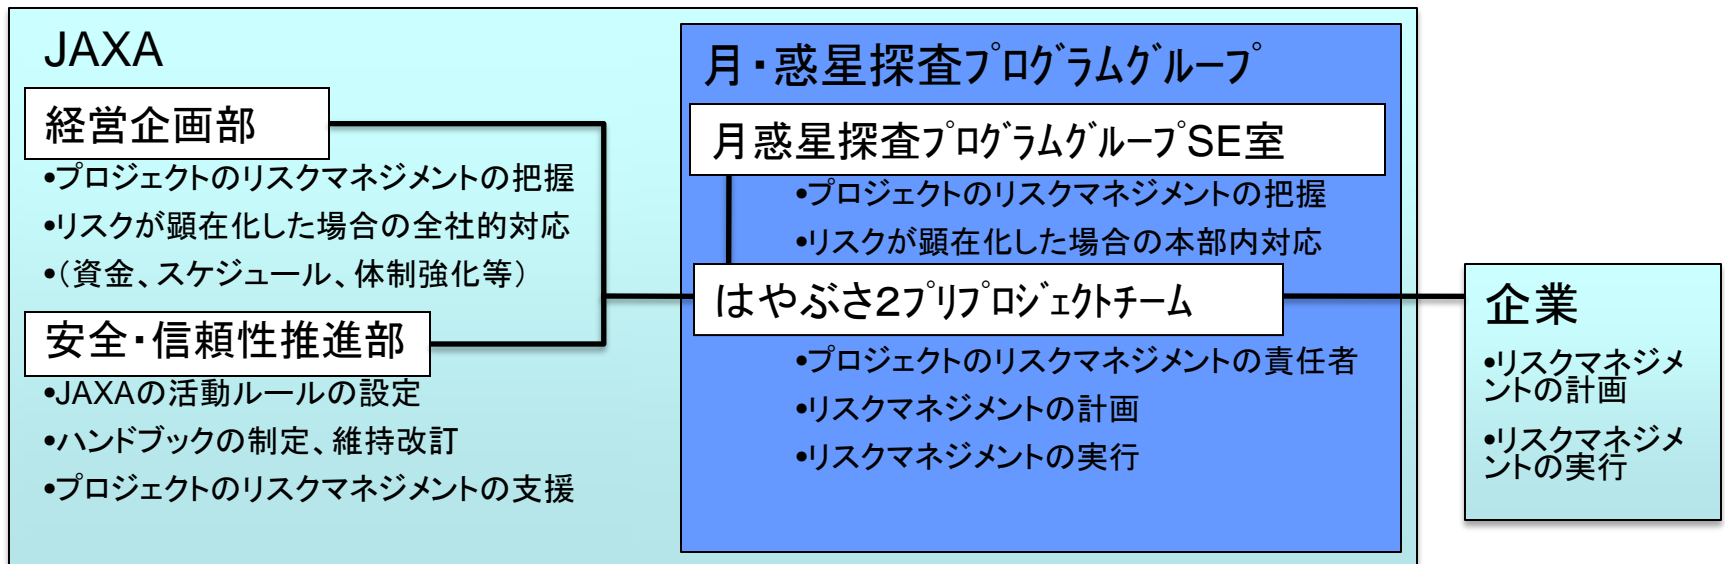 JAXA
経営企画部
•プロジェクトのリスクマネジメントの把握
•リスクが顕在化した場合の全社的対応
•（資金、スケジュール、体制強化等）
安全・信頼性推進部
•JAXAの活動ルールの設定
•ハンドブックの制定、維持改訂
•プロジェクトのリスクマネジメントの支援
月・惑星探査ﾌﾟﾛｸﾞﾗﾑｸﾞﾙｰﾌﾟ
月惑星探査ﾌﾟﾛｸﾞﾗﾑｸﾞﾙｰﾌﾟSE室
•プロジェクトのリスクマネジメントの把握
•リスクが顕在化した場合の本部内対応
はやぶさ２ﾌﾟﾘﾌﾟﾛｼﾞｪｸﾄﾁｰﾑ
•プロジェクトのリスクマネジメントの責任者
•リスクマネジメントの計画
•リスクマネジメントの実行
企業
•リスクマネジメ
ントの計画
•リスクマネジメ
ントの実行